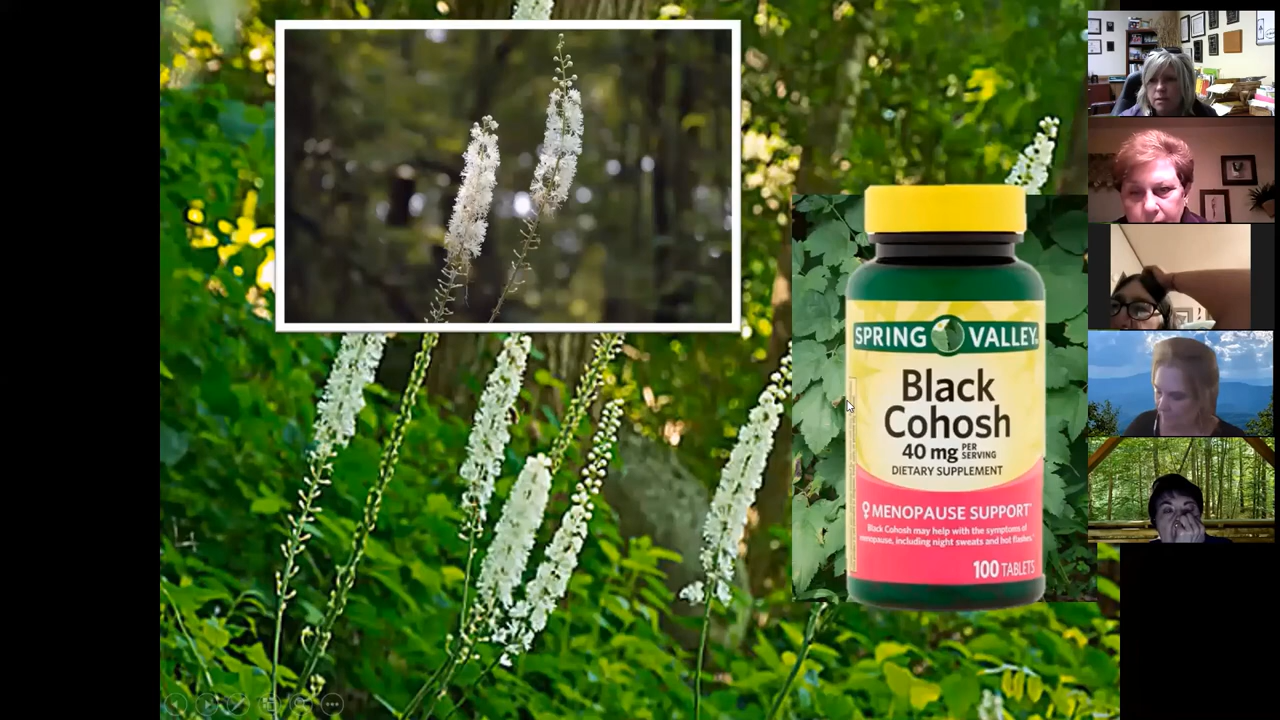 SPRING VALLEY
Black
Cohosh
40 mg PER SERVING
DIETARY SUPPLEMENT
MENOPAUSE SUPPORT*
Black Cohosh may help with the symptoms of
menopause, including night sweats and hot flashes.*
100 TABLETS